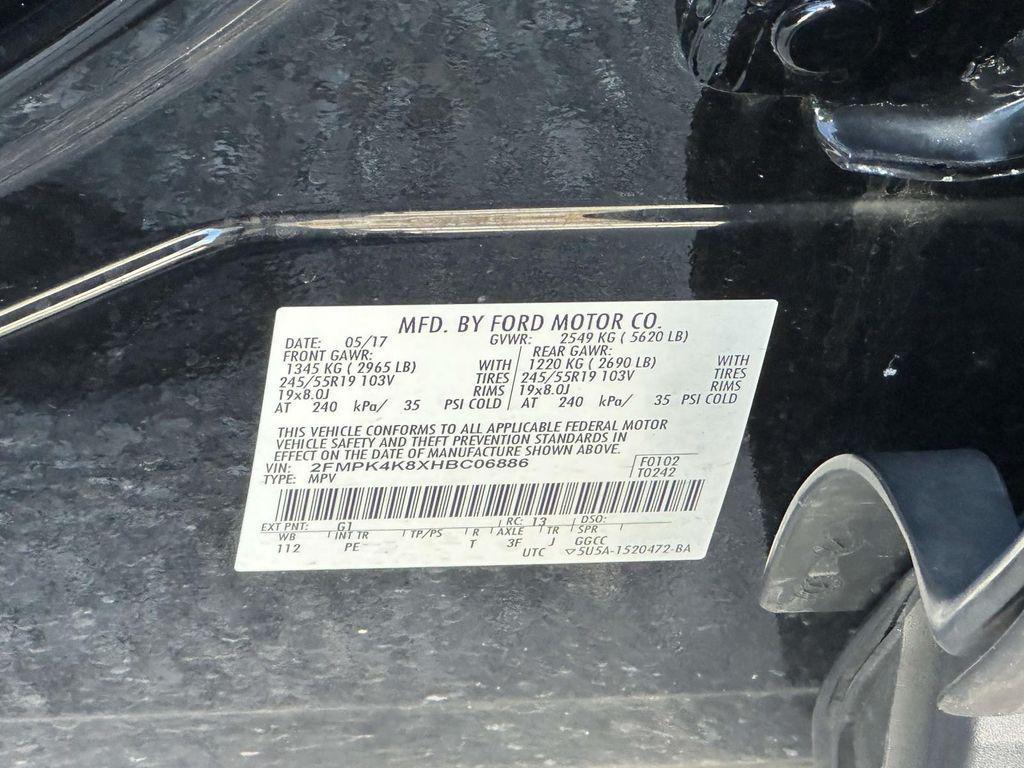 MFD. BY FORD MOTOR CO.
DATE: 05/17 GVWR: 2549 KG ( 5620 LB)
FRONT GAWR: REAR GAWR:
1345 KG ( 2965 LB) WITH 1220 KG ( 2690 LB) WITH
245/55R19 103V TIRES 245/55R19 103V TIRES
19x8.0J RIMS 19x8.0J RIMS
AT 240 kPa/ 35 PSI COLD AT 240 kPa/ 35 PSI COLD
THIS VEHICLE CONFORMS TO ALL APPLICABLE FEDERAL MOTOR
VEHICLE SAFETY AND THEFT PREVENTION STANDARDS IN
EFFECT ON THE DATE OF MANUFACTURE SHOWN ABOVE.
VIN: 2FMPK4K8XHBC06886 F0102
TYPE: MPV T0242
EXT PNT: G1 RC: 13 DSO:
WB INT TR TP/PS R AXLE TR SPR
112 PE T 3F J GGCC
UTC ▽5U5A-1520472-BA